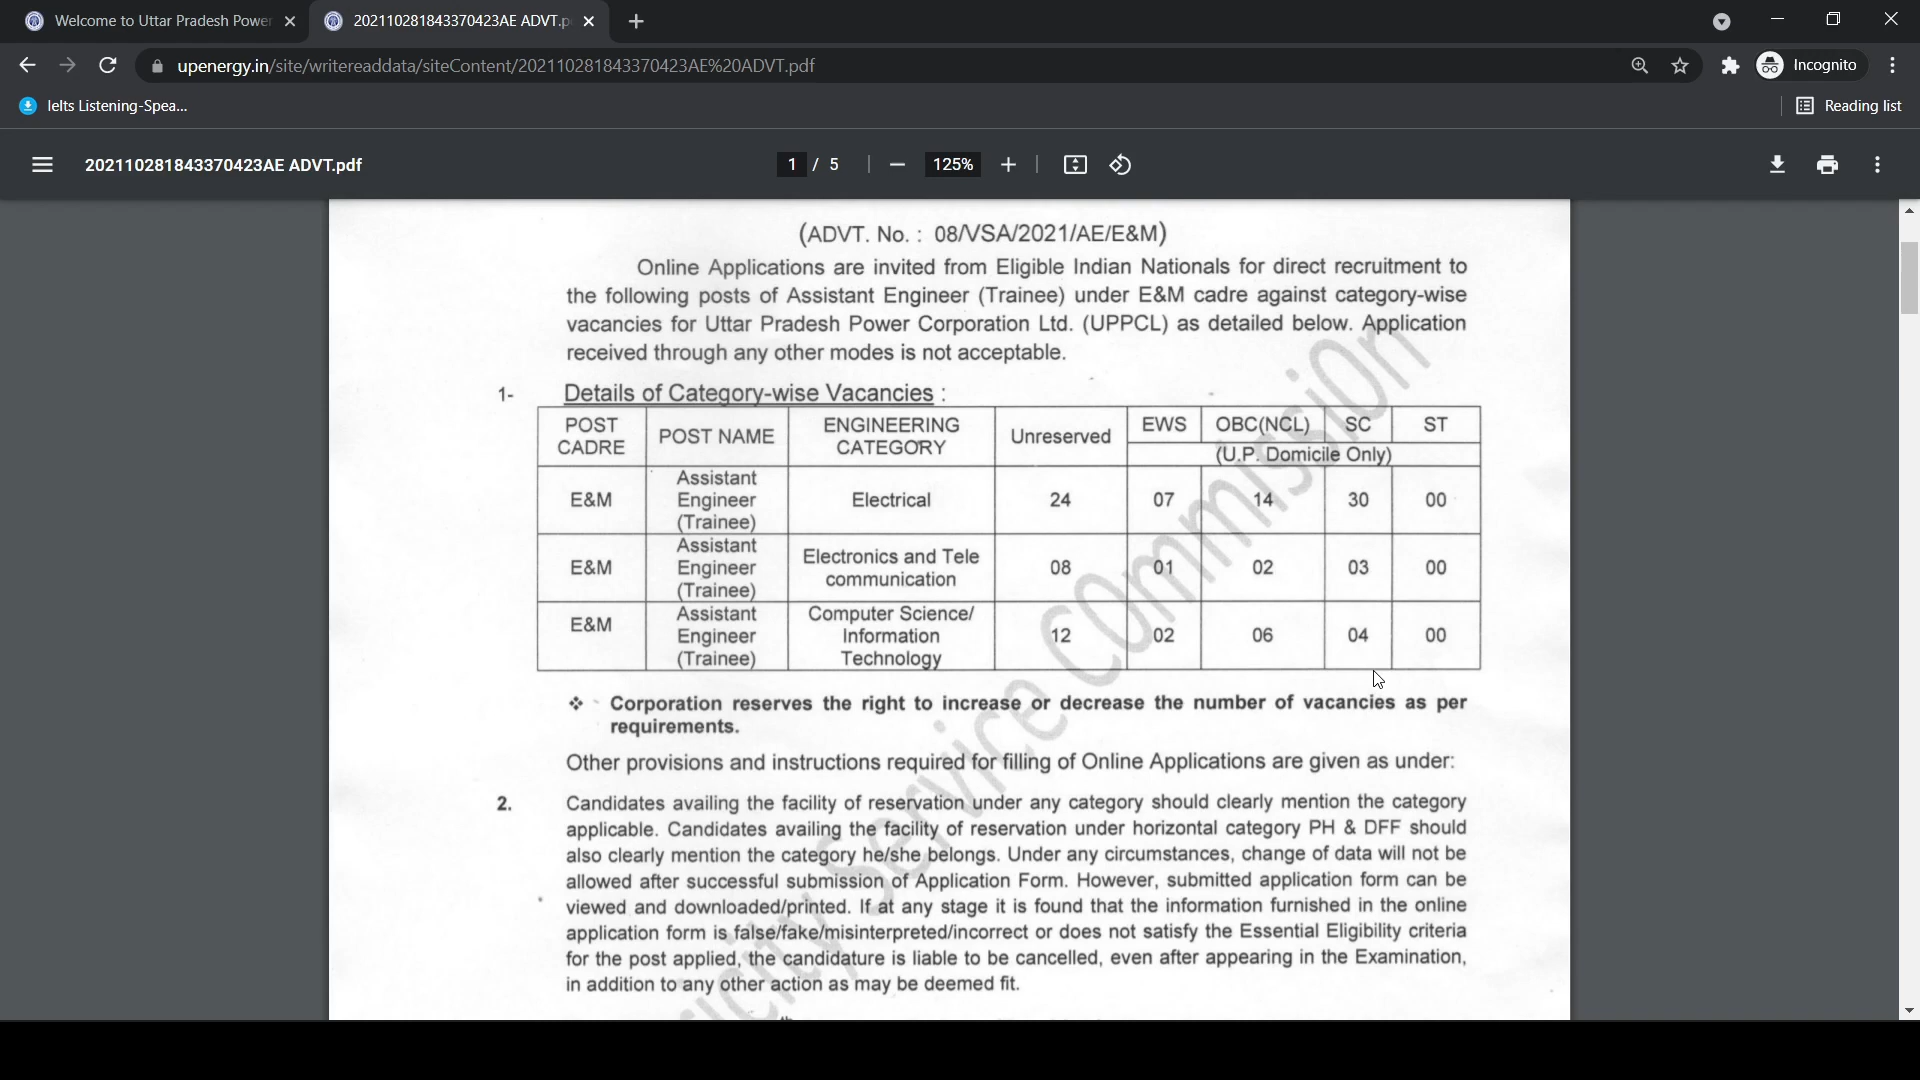 Welcome to Uttar Pradesh Power
202110281843370423AE ADVT.p
upenergy.in/site/writereaddata/siteContent/202110281843370423AE%20ADVT.pdf
Incognito
Ielts Listening-Spea...
Reading list
202110281843370423AE ADVT.pdf
1 / 5
125%
(ADVT. No. : 08/VSA/2021/AE/E&M)
Online Applications are invited from Eligible Indian Nationals for direct recruitment to
the following posts of Assistant Engineer (Trainee) under E&M cadre against category-wise
vacancies for Uttar Pradesh Power Corporation Ltd. (UPPCL) as detailed below. Application
received through any other modes is not acceptable.
1- Details of Category-wise Vacancies :
POST CADRE POST NAME ENGINEERING CATEGORY Unreserved EWS OBC(NCL) SC ST
(U.P. Domicile Only)
E&M Assistant Engineer (Trainee) Electrical 24 07 14 30 00
E&M Assistant Engineer (Trainee) Electronics and Tele communication 08 01 02 03 00
E&M Assistant Engineer (Trainee) Computer Science/ Information Technology 12 02 06 04 00
❖ Corporation reserves the right to increase or decrease the number of vacancies as per
requirements.
Other provisions and instructions required for filling of Online Applications are given as under:
2. Candidates availing the facility of reservation under any category should clearly mention the category
applicable. Candidates availing the facility of reservation under horizontal category PH & DFF should
also clearly mention the category he/she belongs. Under any circumstances, change of data will not be
allowed after successful submission of Application Form. However, submitted application form can be
viewed and downloaded/printed. If at any stage it is found that the information furnished in the online
application form is false/fake/misinterpreted/incorrect or does not satisfy the Essential Eligibility criteria
for the post applied, the candidature is liable to be cancelled, even after appearing in the Examination,
in addition to any other action as may be deemed fit.
Service COmmissiOn